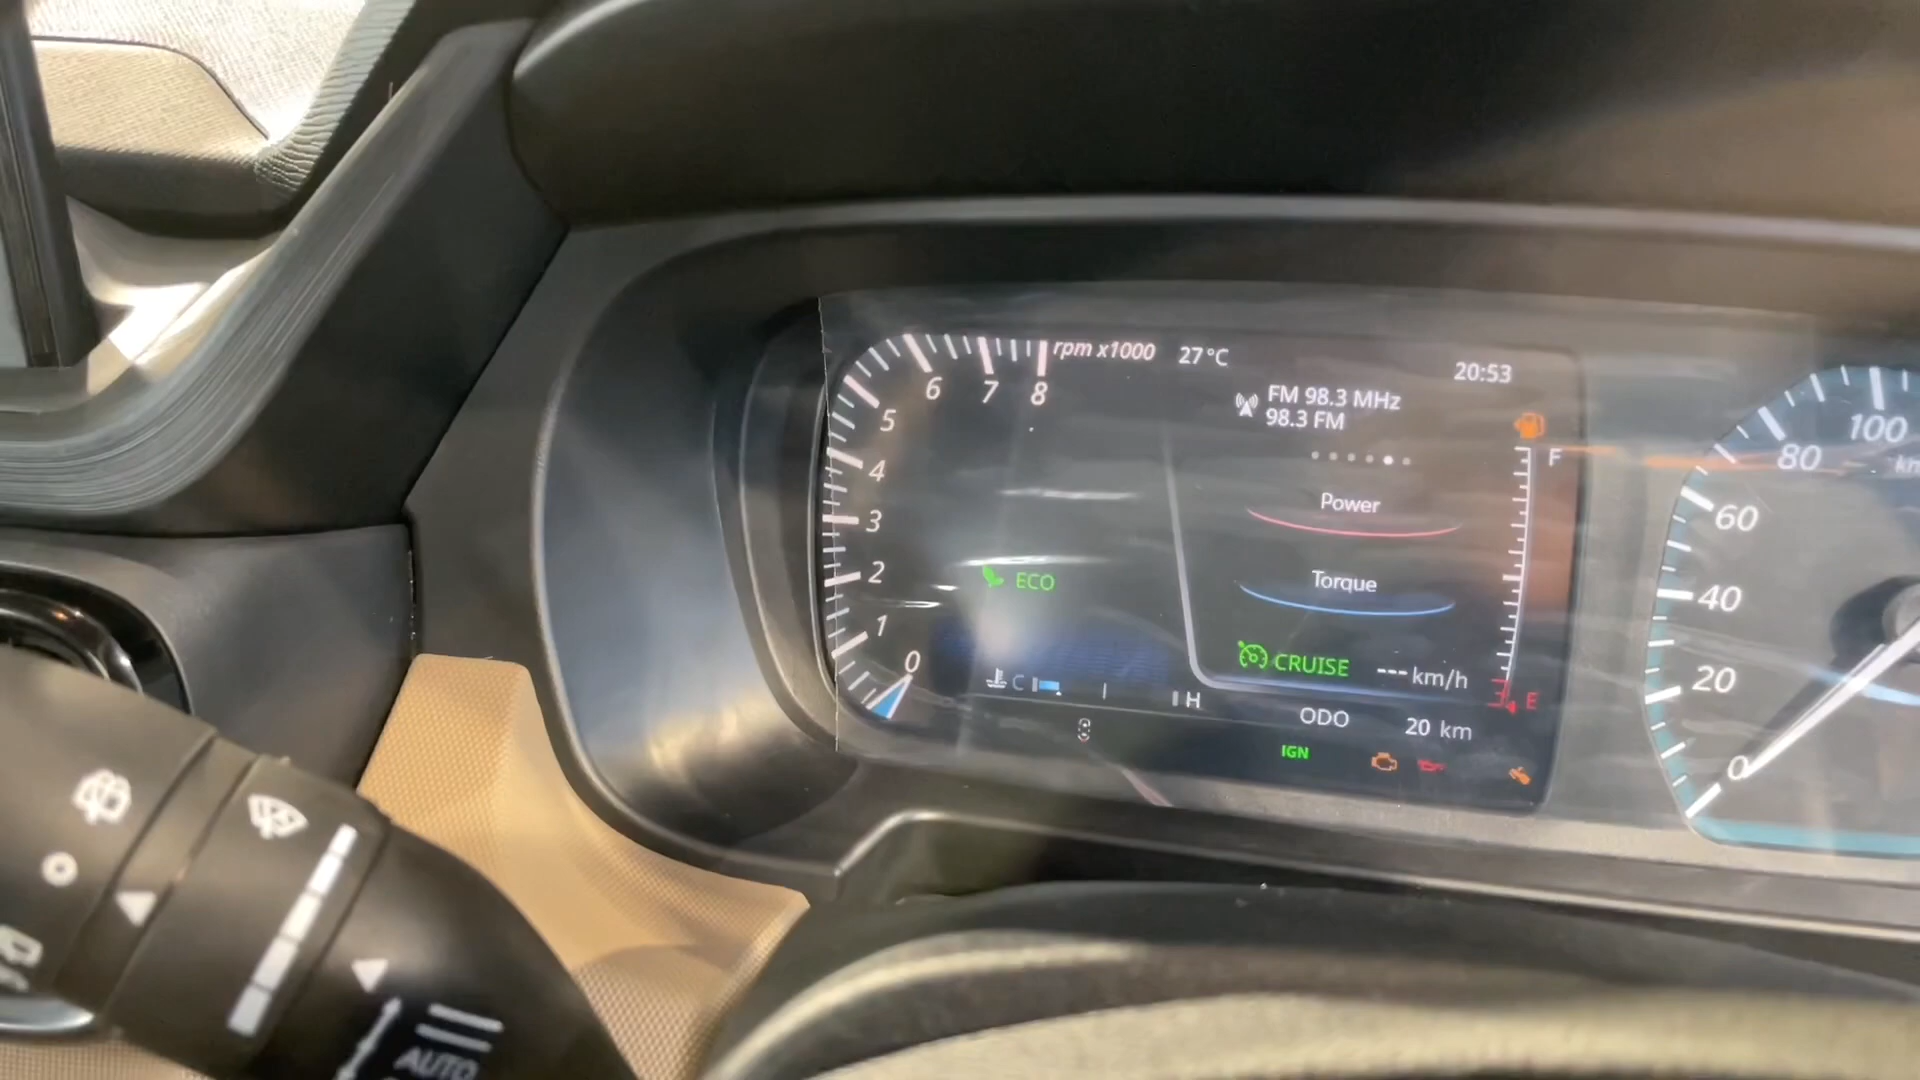 rpm x1000
27°C
20:53
FM 98.3 MHz
98.3 FM
8
7
6
5
4
3
2
1
0
F
Power
Torque
ECO
CRUISE --- km/h
E
C
H
ODO 20 km
IGN
100
80
60
40
20
0
AUTO